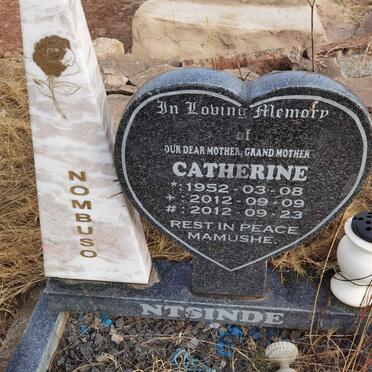 NOMBUSO
In Loving Memory
of
OUR DEAR MOTHER, GRAND MOTHER
CATHERINE
*: 1952 - 03 - 08
+ : 2012 - 09 - 09
# : 2012 - 09 - 23
REST IN PEACE
MAMUSHE.
NTSINDE